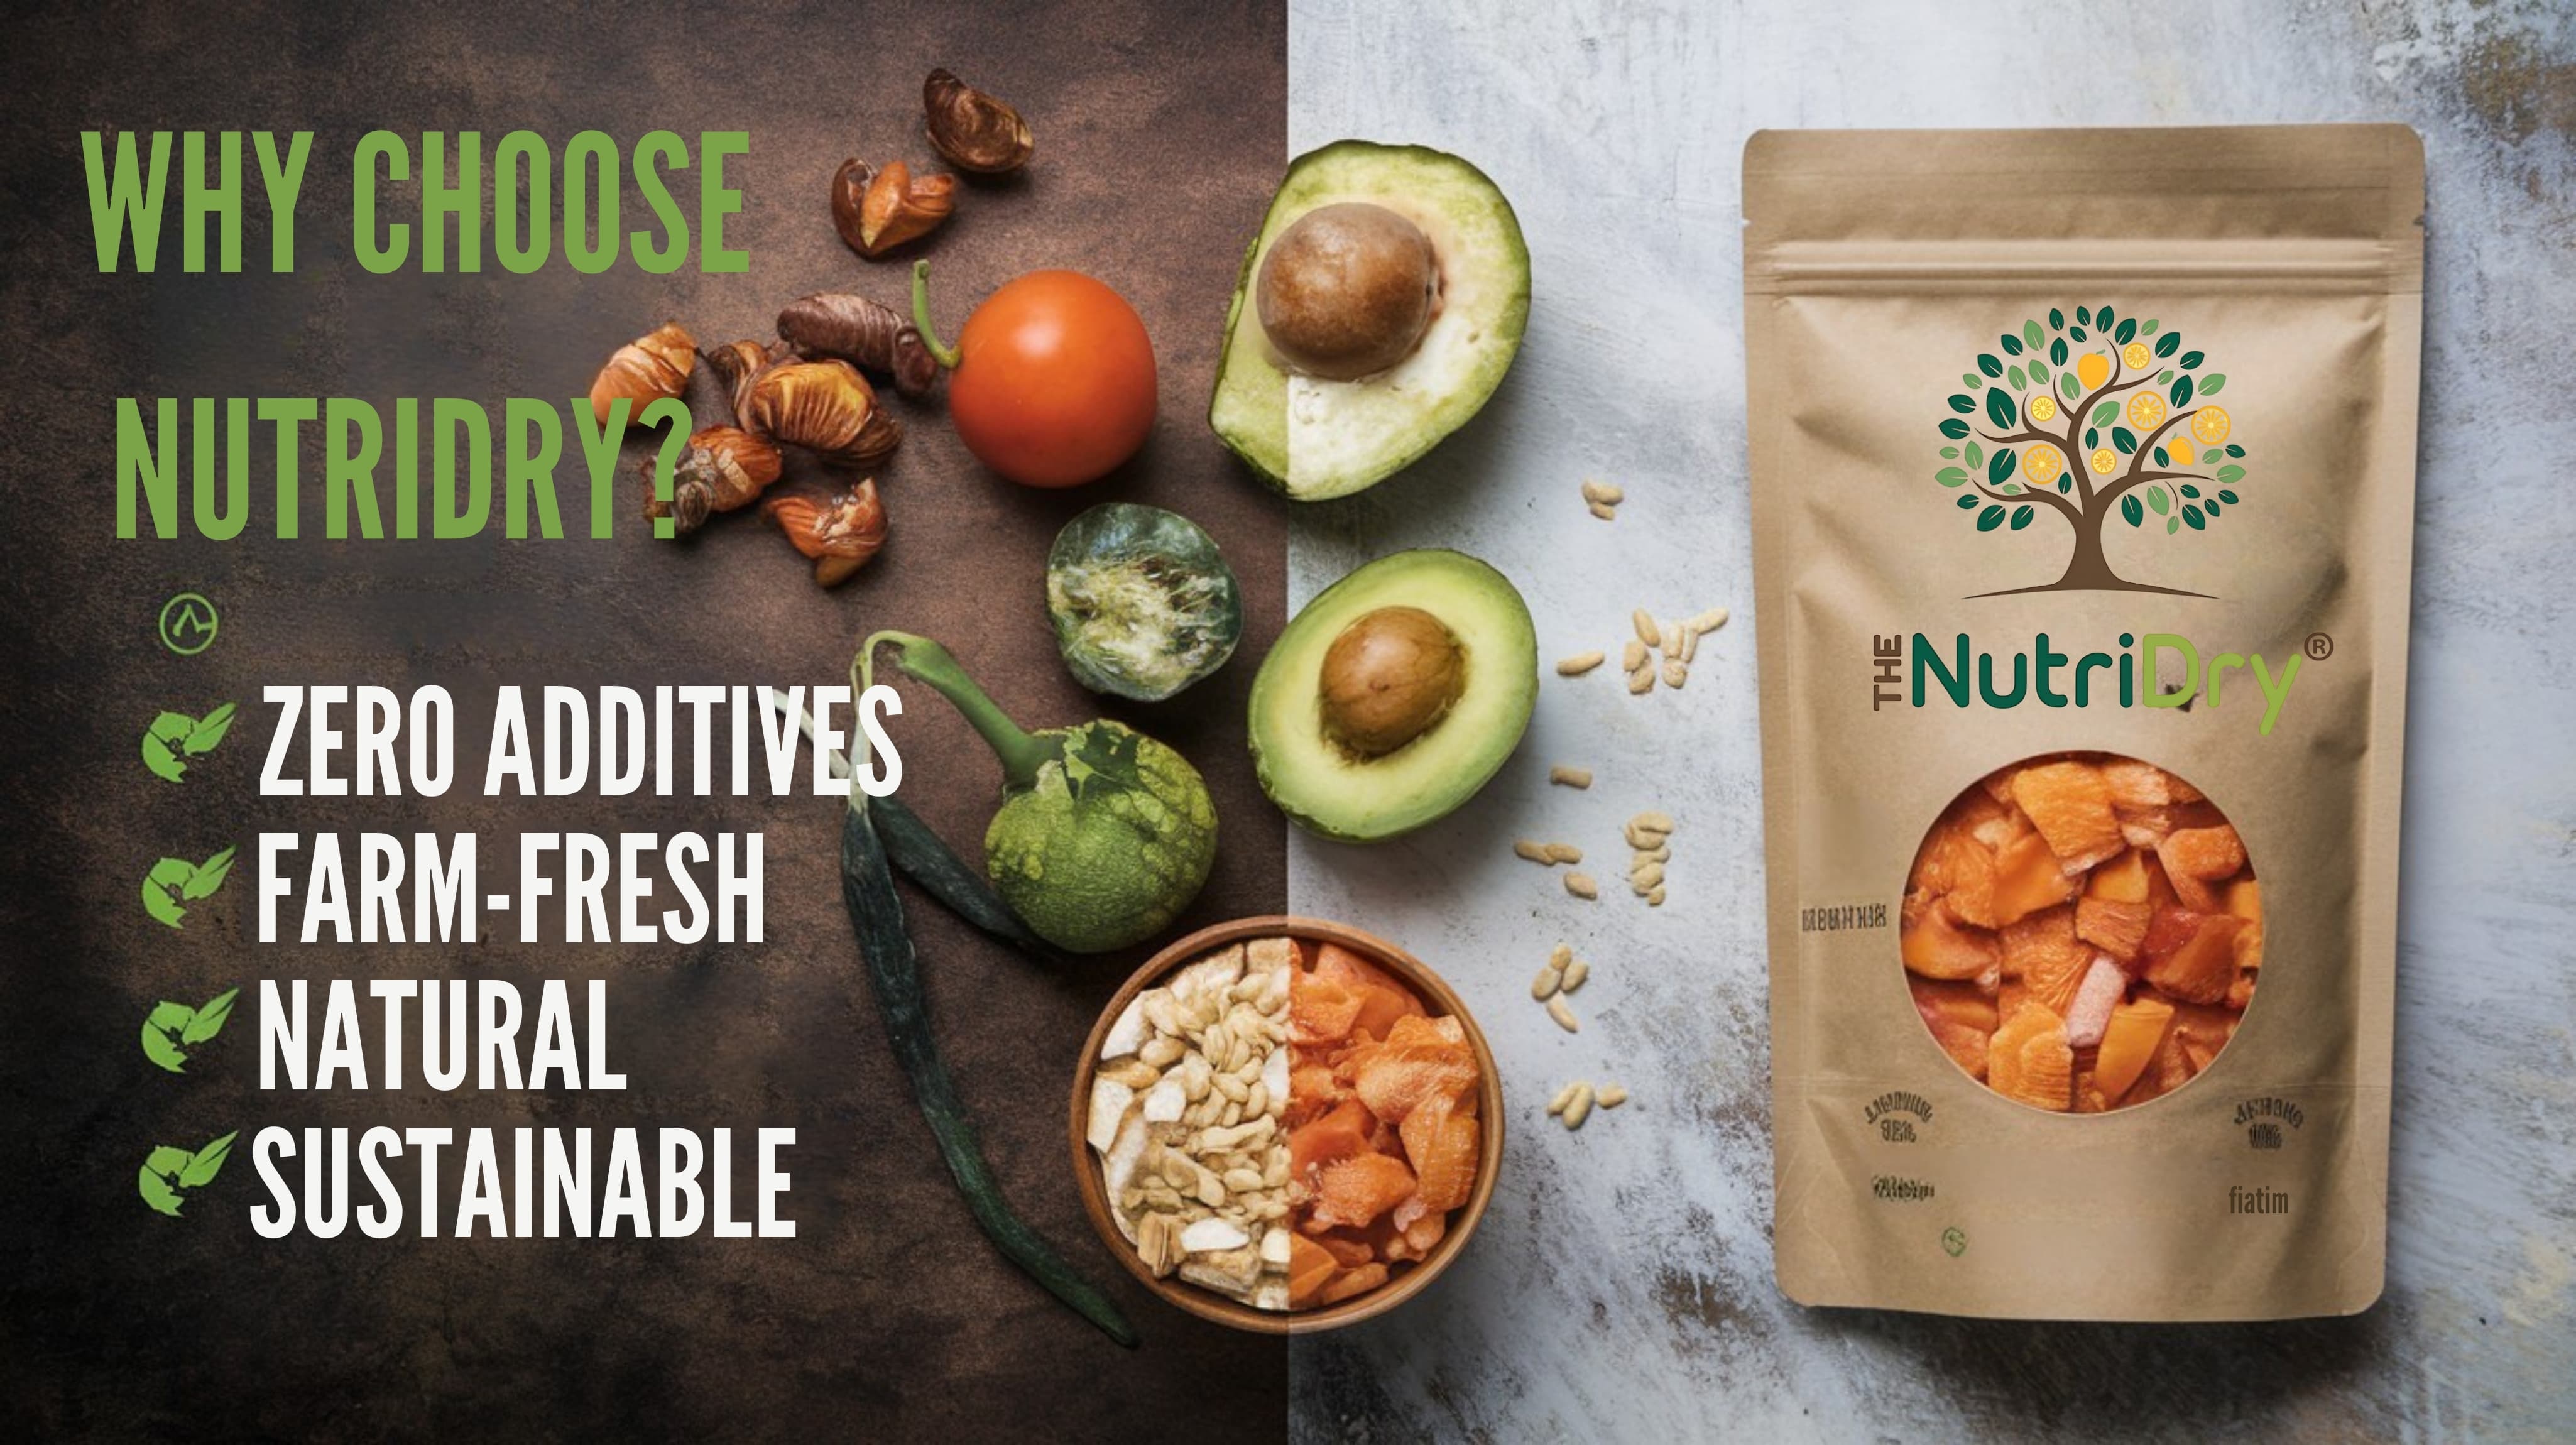 WHY CHOOSE
NUTRIDRY?
ZERO ADDITIVES
FARM-FRESH
NATURAL
SUSTAINABLE
THE NutriDry®
fiatim